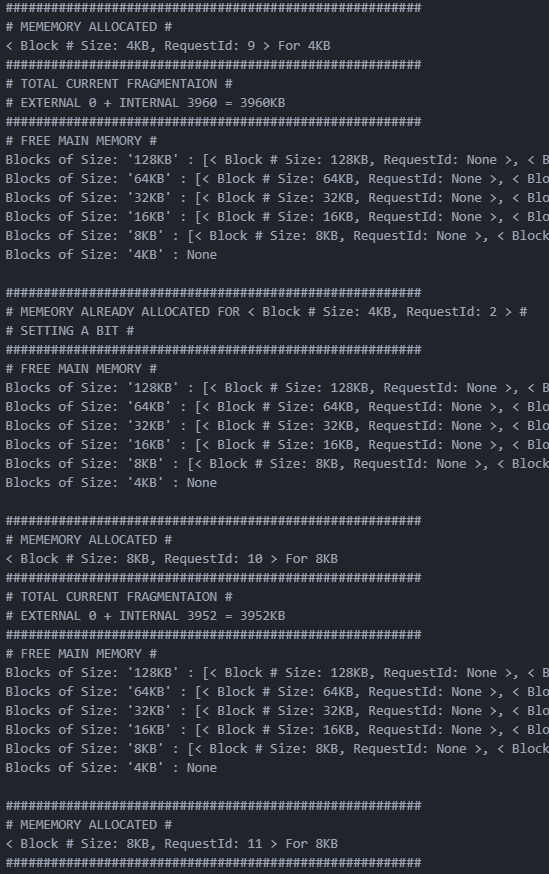 #######################################################
# MEMEMORY ALLOCATED #
< Block # Size: 4KB, RequestId: 9 > For 4KB
#######################################################
# TOTAL CURRENT FRAGMENTAION #
# EXTERNAL 0 + INTERNAL 3960 = 3960KB
#######################################################
# FREE MAIN MEMORY #
Blocks of Size: '128KB' : [< Block # Size: 128KB, RequestId: None >, < B
Blocks of Size: '64KB' : [< Block # Size: 64KB, RequestId: None >, < Blo
Blocks of Size: '32KB' : [< Block # Size: 32KB, RequestId: None >, < Blo
Blocks of Size: '16KB' : [< Block # Size: 16KB, RequestId: None >, < Blo
Blocks of Size: '8KB' : [< Block # Size: 8KB, RequestId: None >, < Block
Blocks of Size: '4KB' : None
#######################################################
# MEMEORY ALREADY ALLOCATED FOR < Block # Size: 4KB, RequestId: 2 > #
# SETTING A BIT #
#######################################################
# FREE MAIN MEMORY #
Blocks of Size: '128KB' : [< Block # Size: 128KB, RequestId: None >, < B
Blocks of Size: '64KB' : [< Block # Size: 64KB, RequestId: None >, < Blo
Blocks of Size: '32KB' : [< Block # Size: 32KB, RequestId: None >, < Blo
Blocks of Size: '16KB' : [< Block # Size: 16KB, RequestId: None >, < Blo
Blocks of Size: '8KB' : [< Block # Size: 8KB, RequestId: None >, < Block
Blocks of Size: '4KB' : None
#######################################################
# MEMEMORY ALLOCATED #
< Block # Size: 8KB, RequestId: 10 > For 8KB
#######################################################
# TOTAL CURRENT FRAGMENTAION #
# EXTERNAL 0 + INTERNAL 3952 = 3952KB
#######################################################
# FREE MAIN MEMORY #
Blocks of Size: '128KB' : [< Block # Size: 128KB, RequestId: None >, < B
Blocks of Size: '64KB' : [< Block # Size: 64KB, RequestId: None >, < Blo
Blocks of Size: '32KB' : [< Block # Size: 32KB, RequestId: None >, < Blo
Blocks of Size: '16KB' : [< Block # Size: 16KB, RequestId: None >, < Blo
Blocks of Size: '8KB' : [< Block # Size: 8KB, RequestId: None >, < Block
Blocks of Size: '4KB' : None
#######################################################
# MEMEMORY ALLOCATED #
< Block # Size: 8KB, RequestId: 11 > For 8KB
#######################################################